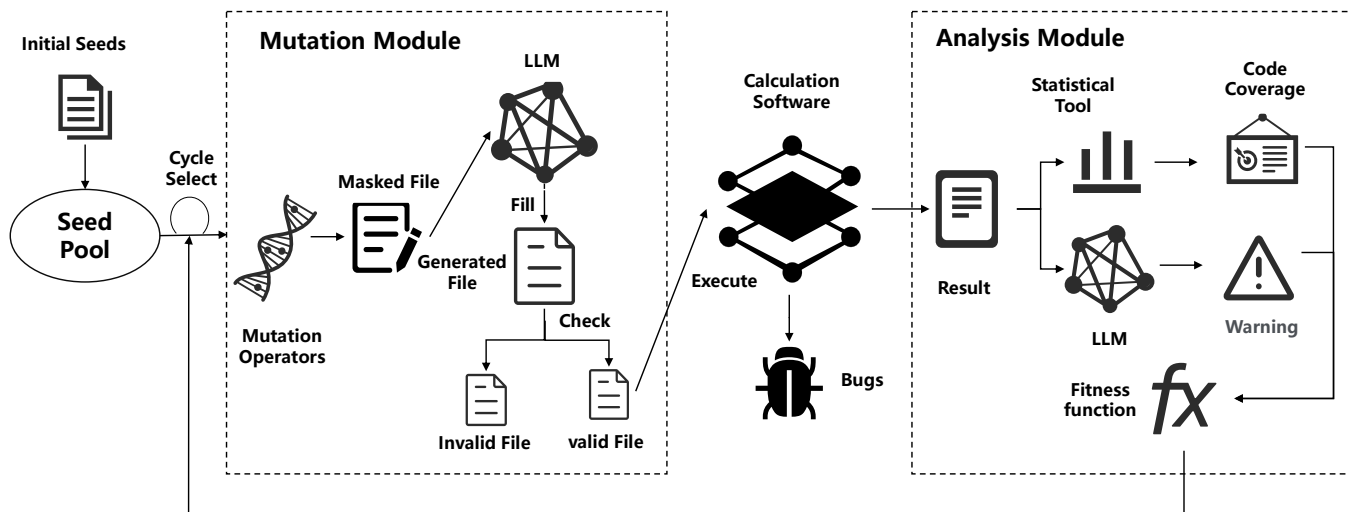 Initial Seeds
Seed
Pool
Cycle
Select
Mutation Module
Mutation
Operators
Masked File
LLM
Fill
Generated
File
Check
Invalid File
valid File
Calculation
Software
Execute
Bugs
Analysis Module
Result
Statistical
Tool
Code
Coverage
LLM
Warning
Fitness
function
fx